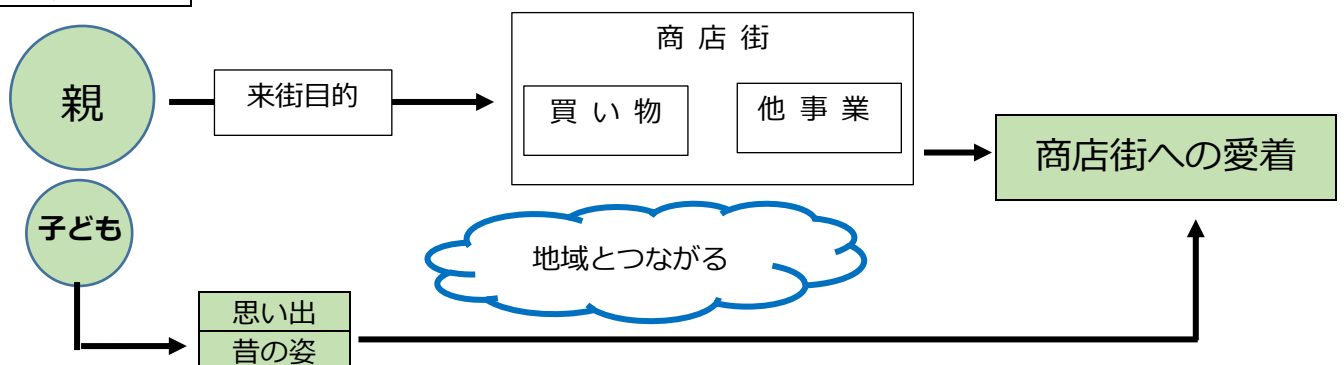 商 店 街
親
来街目的
買 い 物
他 事 業
商店街への愛着
子ども
地域とつながる
思い出
昔の姿